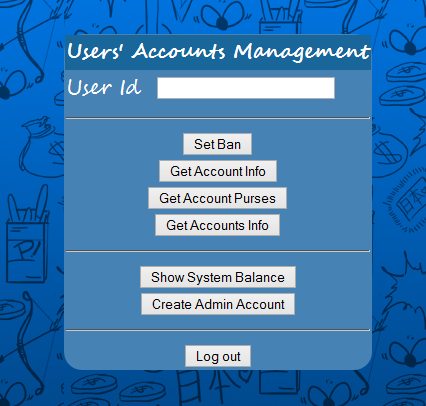 Users' Accounts Management
User Id
Set Ban
Get Account Info
Get Account Purses
Get Accounts Info
Show System Balance
Create Admin Account
Log out